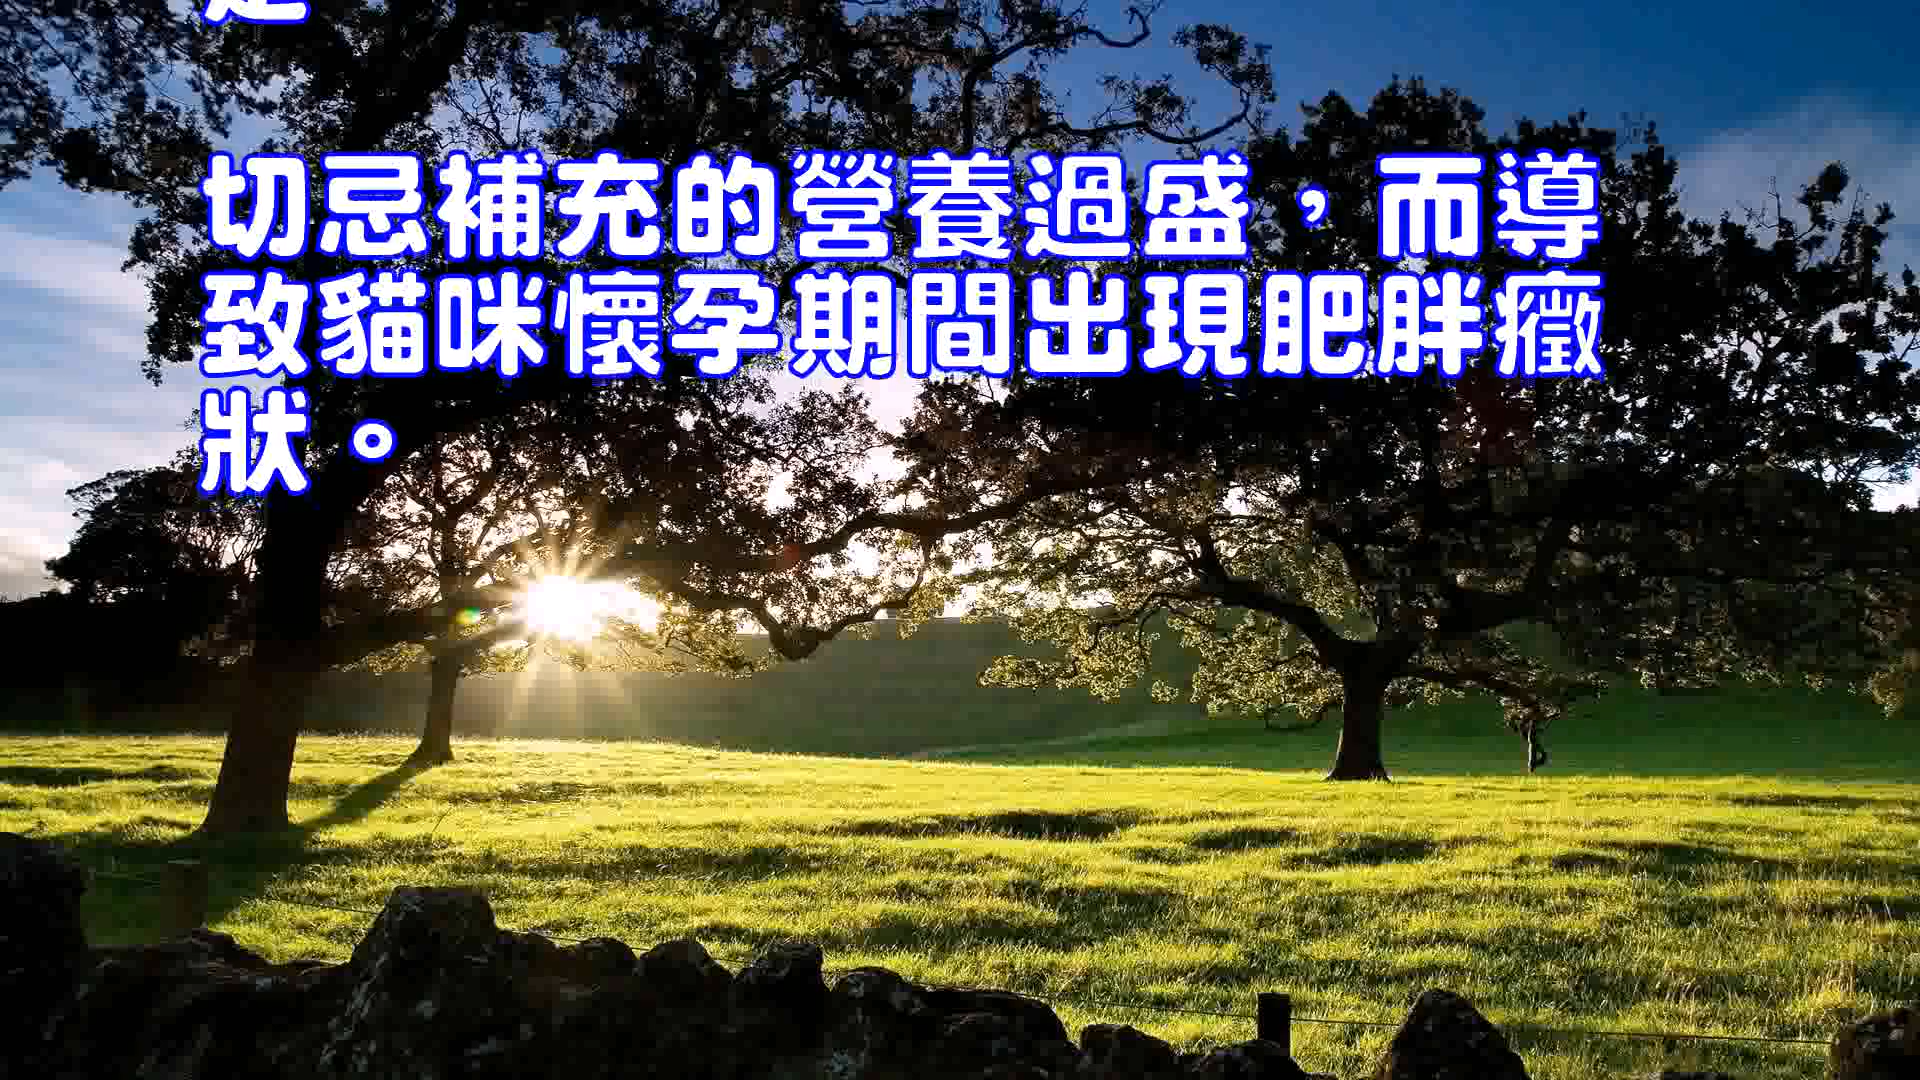 切忌補充的營養過盛，而導
致貓咪懷孕期間出現肥胖癥
狀。